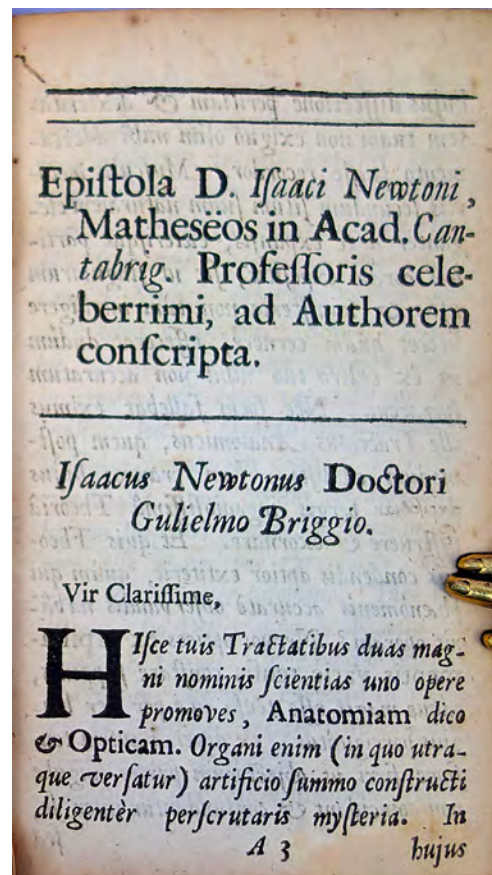 Epiſtola D. Iſaaci Newtoni,
Matheseös in Acad. Can-
tabrig. Profeſſoris cele-
berrimi, ad Authorem
conſcripta.
Iſaacus Newtonus Doctori
Gulielmo Briggio.
Vir Clariſſime,
HIſce tuis Tractatibus duas mag-
ni nominis ſcientias uno opere
promoves, Anatomiam dico
& Opticam. Organi enim (in quo utra-
que verſatur) artificio ſummo conſtructi
diligentèr perſcrutaris myſteria. In
A 3 hujus